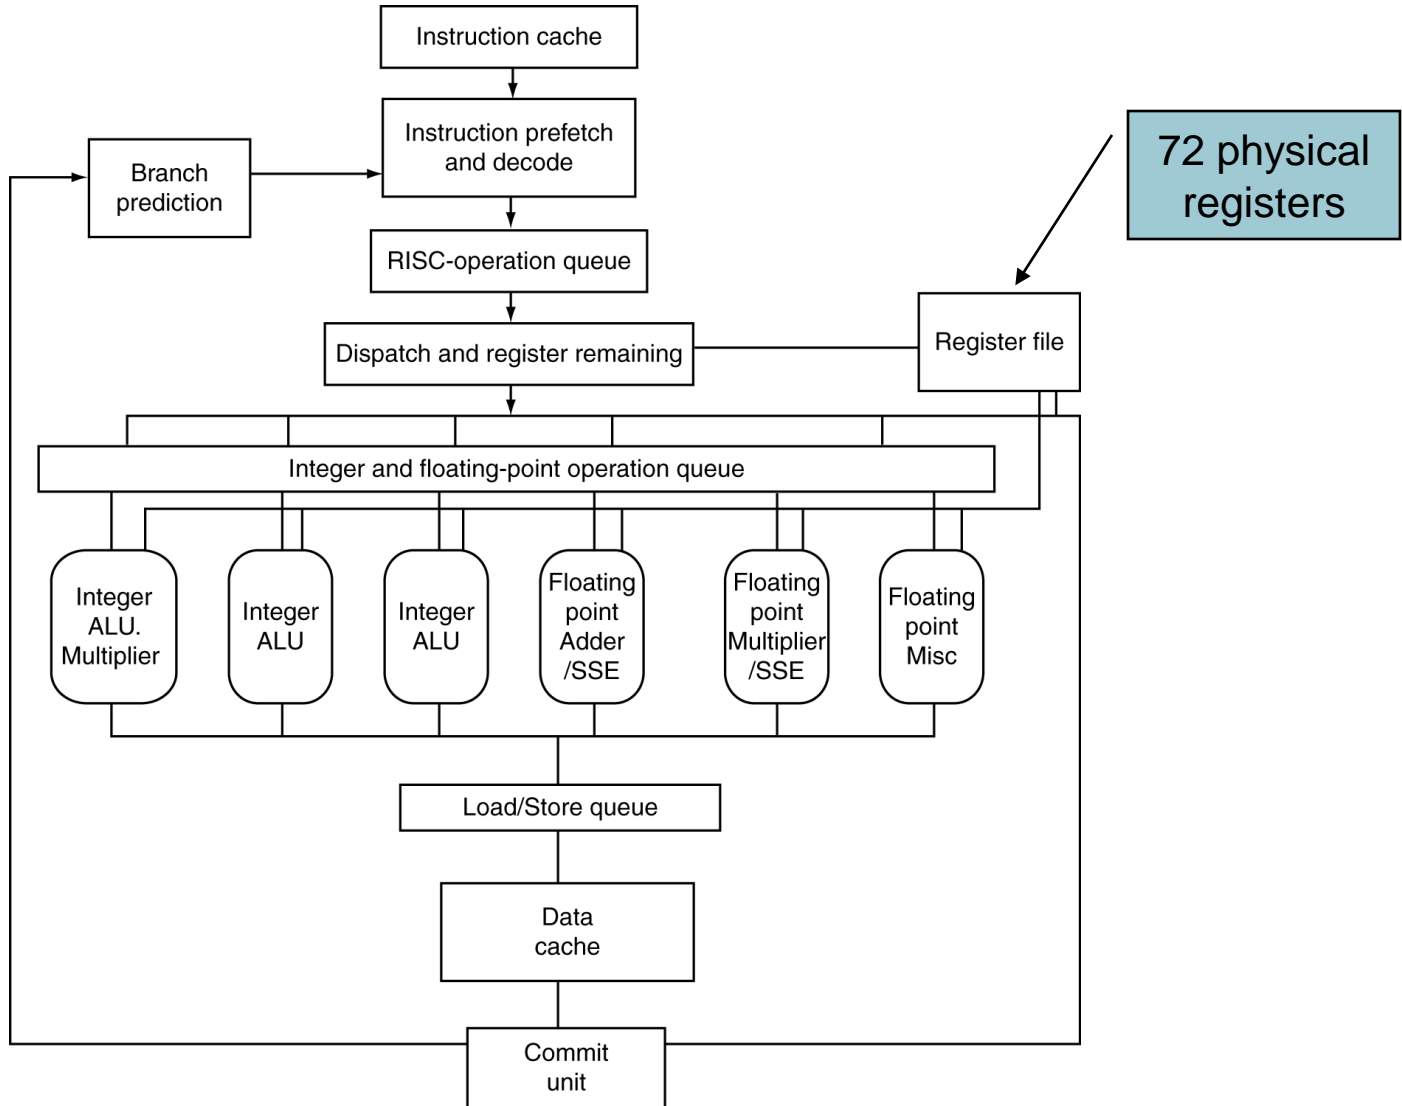 Instruction cache
Instruction prefetch
and decode
72 physical
registers
Branch
prediction
RISC-operation queue
Dispatch and register remaining
Register file
Integer and floating-point operation queue
Integer
ALU.
Multiplier
Integer
ALU
Integer
ALU
Floating
point
Adder
/SSE
Floating
point
Multiplier
/SSE
Floating
point
Misc
Load/Store queue
Data
cache
Commit
unit